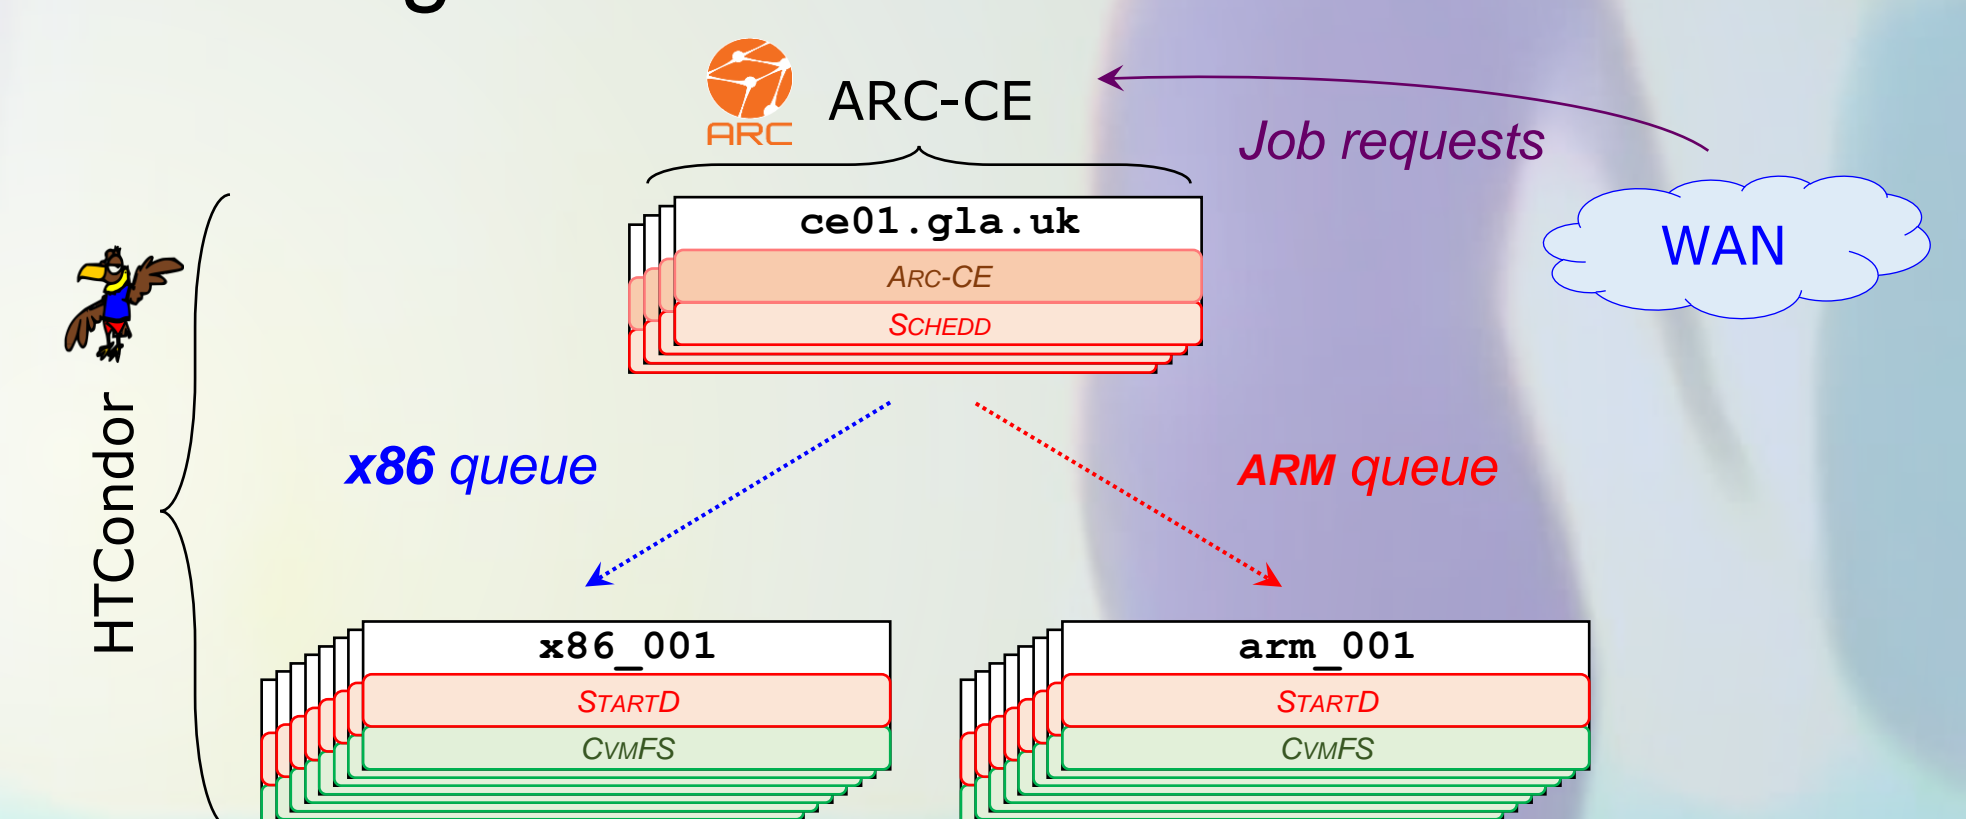 ARC
ARC-CE
Job requests
ce01.gla.uk
WAN
ARC-CE
SCHEDD
HTCondor
x86 queue
ARM queue
x86_001
arm_001
STARTD
STARTD
CVMFS
CVMFS